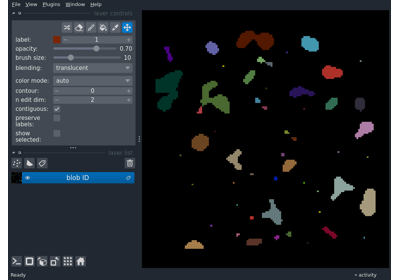 File View Plugins Window Help
layer controls
label: 1
opacity: 0.70
brush size: 10
blending: translucent
color mode: auto
contour: 0
n edit dim: 2
contiguous:
preserve
labels:
show
selected:
layer list
blob ID
Ready
activity